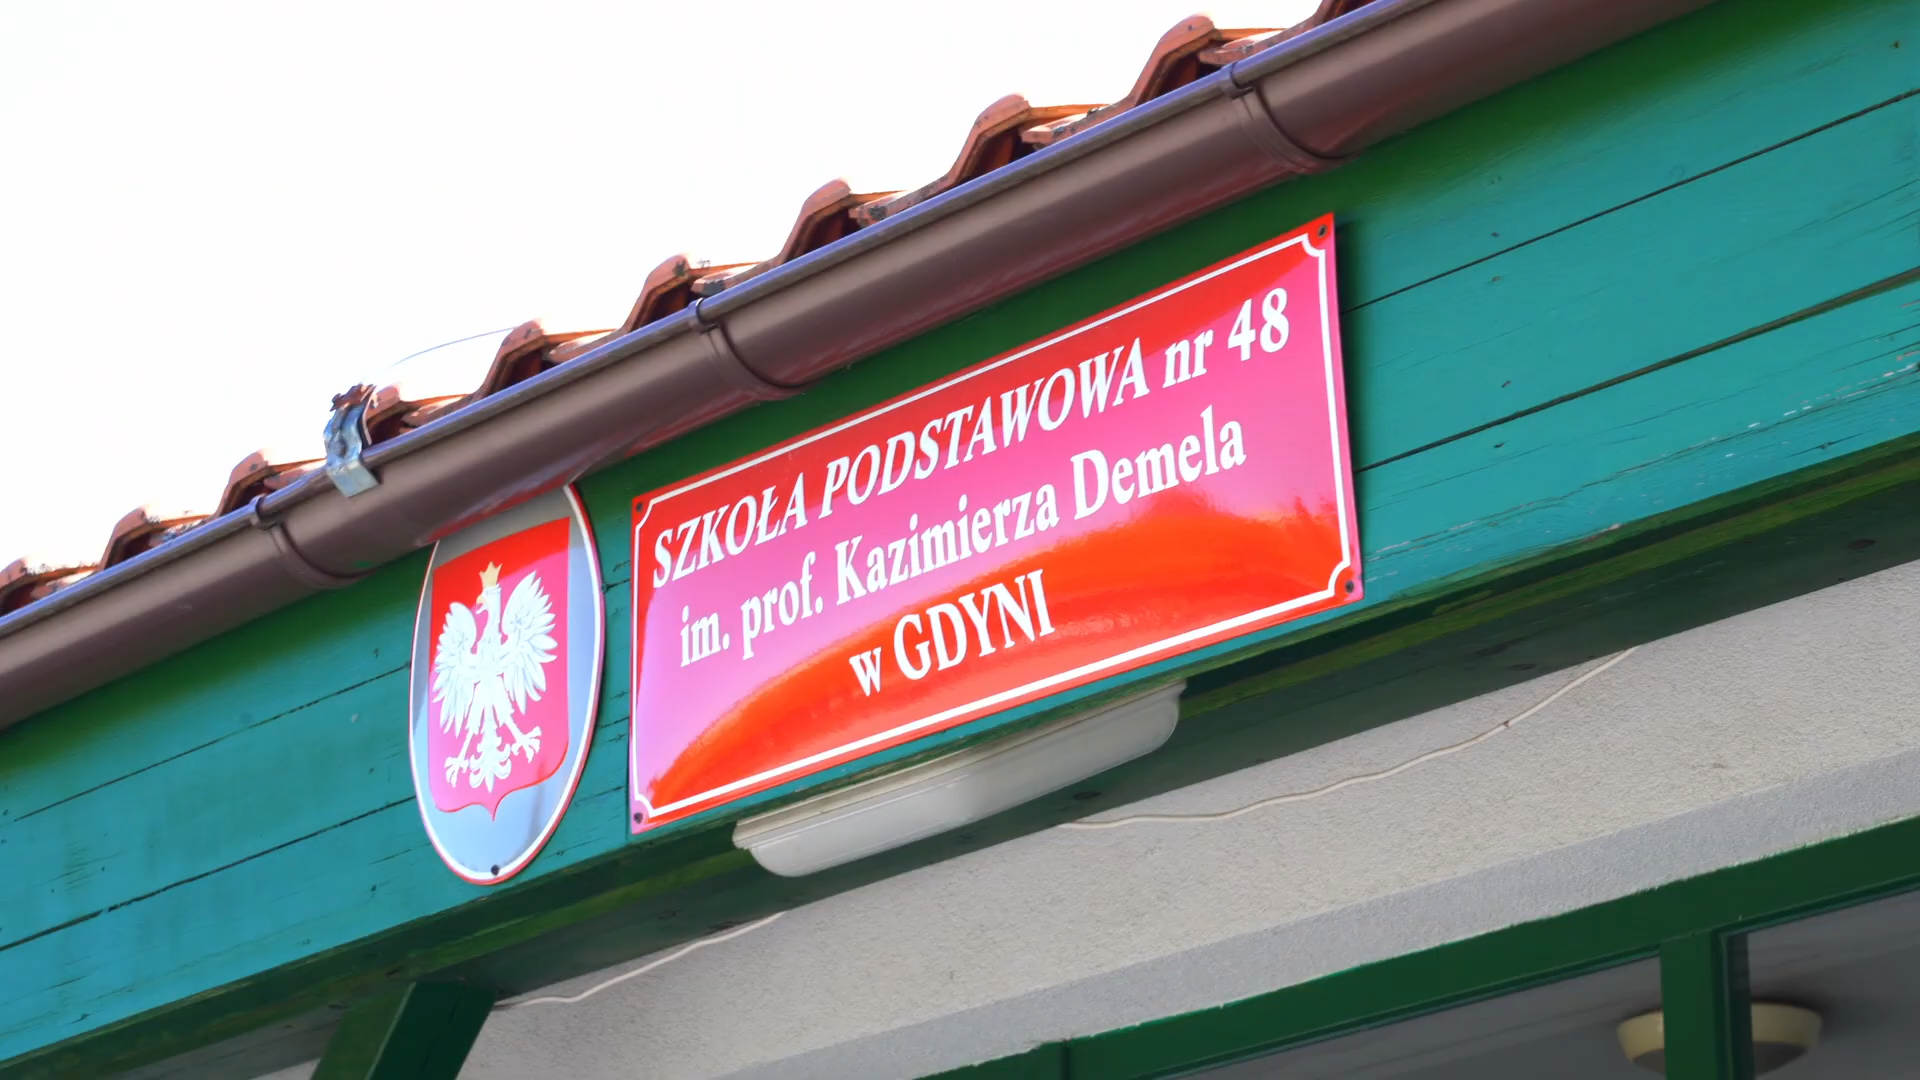 SZKOŁA PODSTAWOWA nr 48
im. prof. Kazimierza Demela
w GDYNI